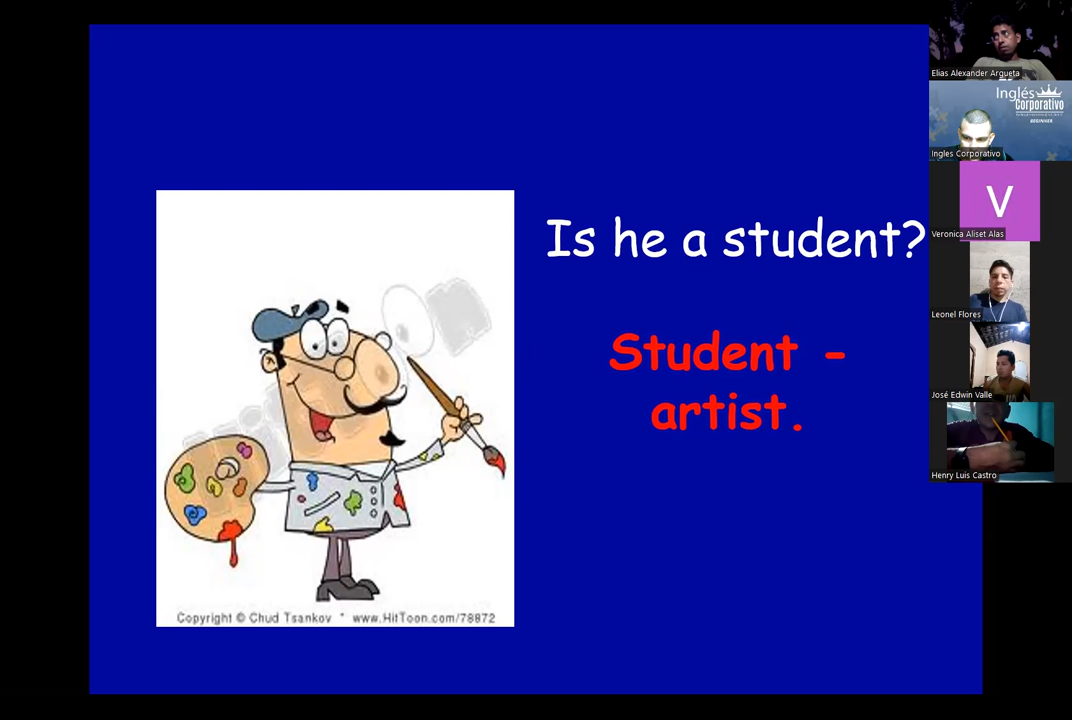 Is he a student?
Student -
artist.
Copyright © Chud Tsankov * www.HitToon.com/78872
Elias Alexander Argueta
Inglés
Corporativo
BEGINNER
Ingles Corporativo
V
Veronica Aliset Alas
Leonel Flores
José Edwin Valle
Henry Luis Castro